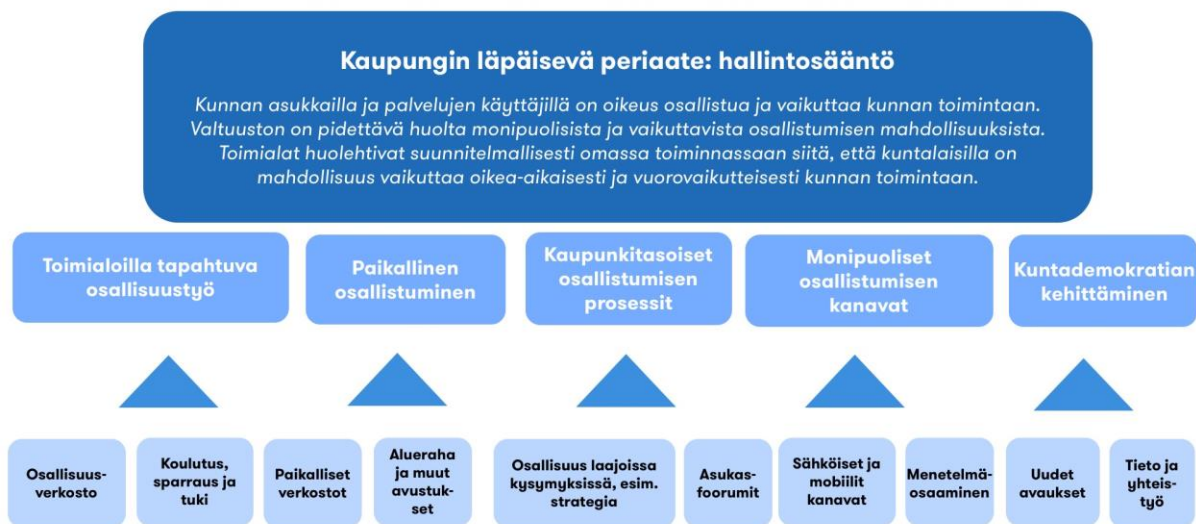 Kaupungin läpäisevä periaate: hallintosääntö
Kunnan asukkailla ja palvelujen käyttäjillä on oikeus osallistua ja vaikuttaa kunnan toimintaan.
Valtuuston on pidettävä huolta monipuolisista ja vaikuttavista osallistumisen mahdollisuuksista.
Toimialat huolehtivat suunnitelmallisesti omassa toiminnassaan siitä, että kuntalaisilla on
mahdollisuus vaikuttaa oikea-aikaisesti ja vuorovaikutteisesti kunnan toimintaan.
Toimialoilla tapahtuva
osallisuustyö
Paikallinen
osallistuminen
Kaupunkitasoiset
osallistumisen
prosessit
Monipuoliset
osallistumisen
kanavat
Kuntademokratian
kehittäminen
Osallisuus-
verkosto
Koulutus,
sparraus ja
tuki
Paikalliset
verkostot
Alueraha
ja muut
avustuk-
set
Osallisuus laajoissa
kysymyksissä, esim.
strategia
Asukas-
foorumit
Sähköiset ja
mobiilit
kanavat
Menetelmä-
osaaminen
Uudet
avaukset
Tieto ja
yhteis-
työ